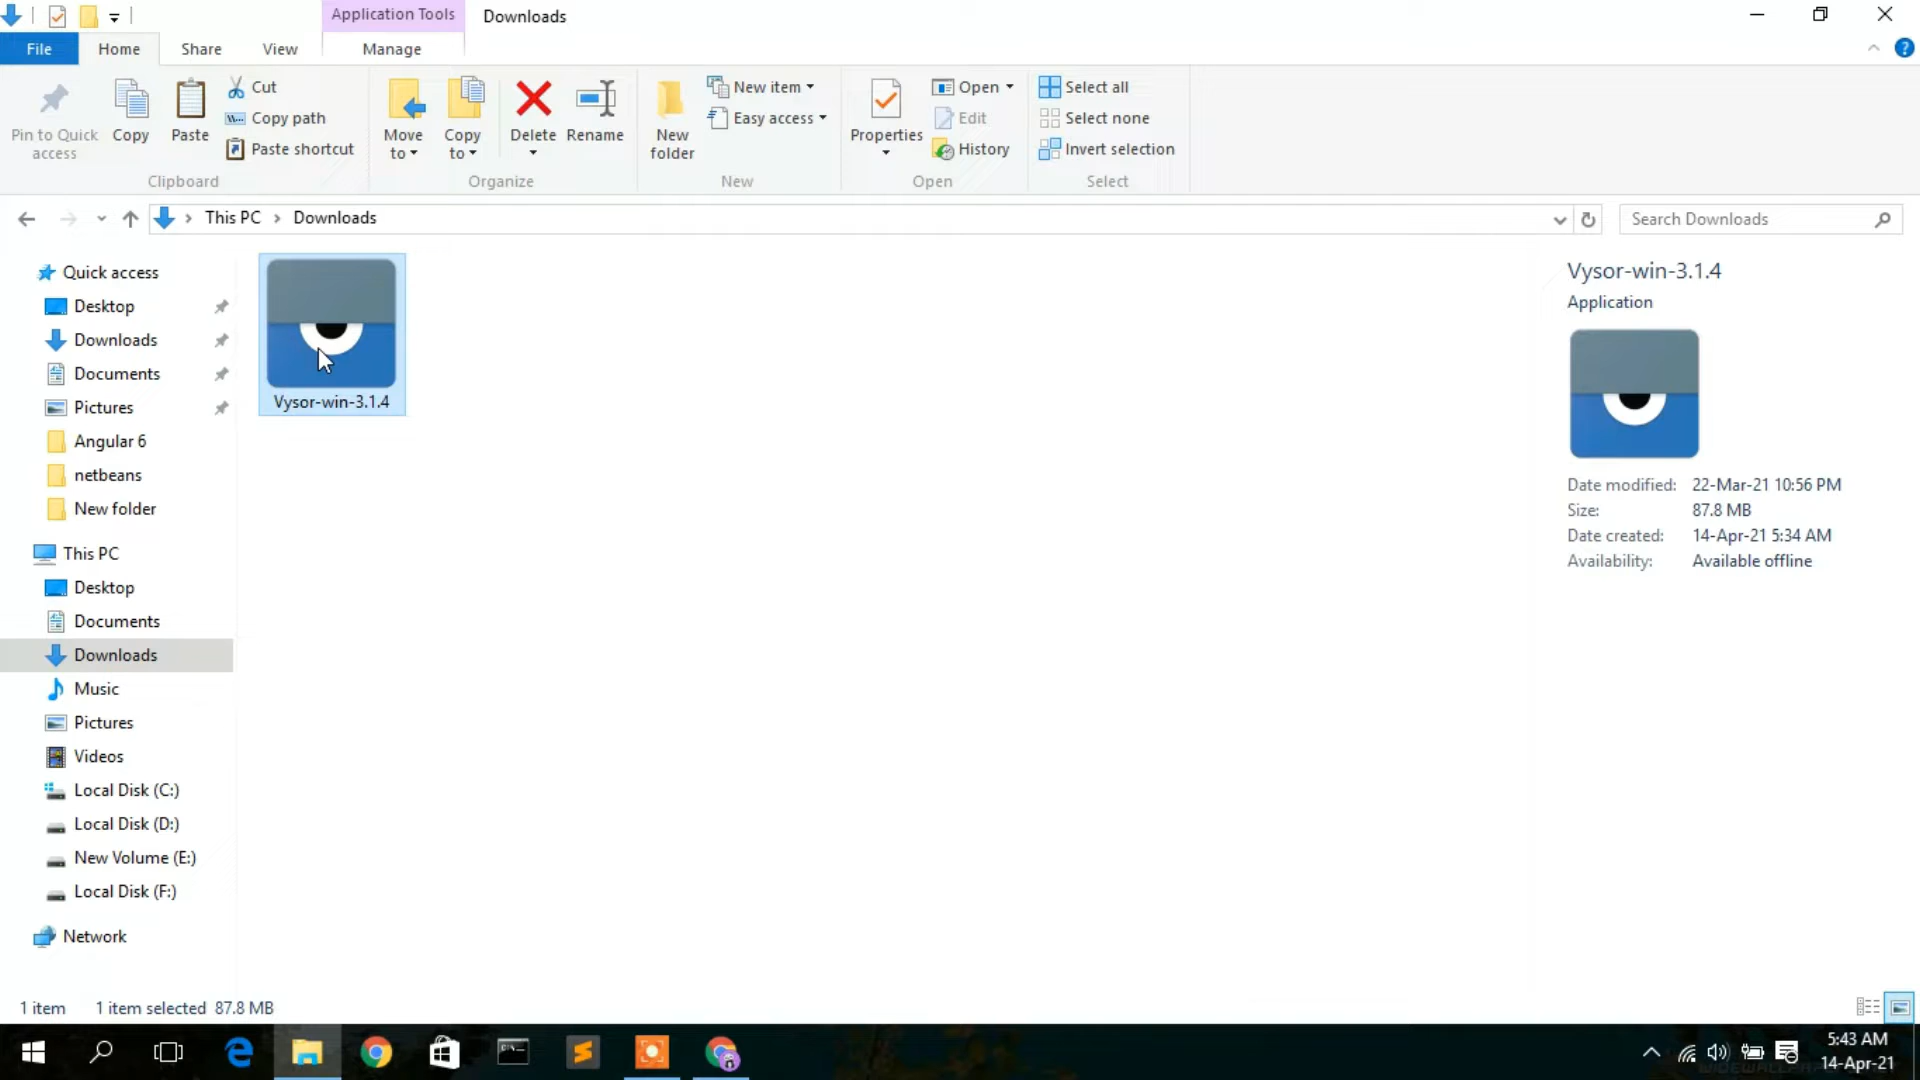 Application Tools
Downloads
File
Home
Share
View
Manage
Pin to Quick access
Copy
Paste
Cut
Copy path
Paste shortcut
Clipboard
Move to
Copy to
Delete
Rename
Organize
New folder
New item
Easy access
New
Properties
Open
Edit
History
Open
Select all
Select none
Invert selection
Select
This PC
Downloads
Search Downloads
Quick access
Desktop
Downloads
Documents
Pictures
Angular 6
netbeans
New folder
This PC
Desktop
Documents
Downloads
Music
Pictures
Videos
Local Disk (C:)
Local Disk (D:)
New Volume (E:)
Local Disk (F:)
Network
Vysor-win-3.1.4
Vysor-win-3.1.4
Application
Date modified: 22-Mar-21 10:56 PM
Size: 87.8 MB
Date created: 14-Apr-21 5:34 AM
Availability: Available offline
1 item
1 item selected 87.8 MB
5:43 AM
14-Apr-21